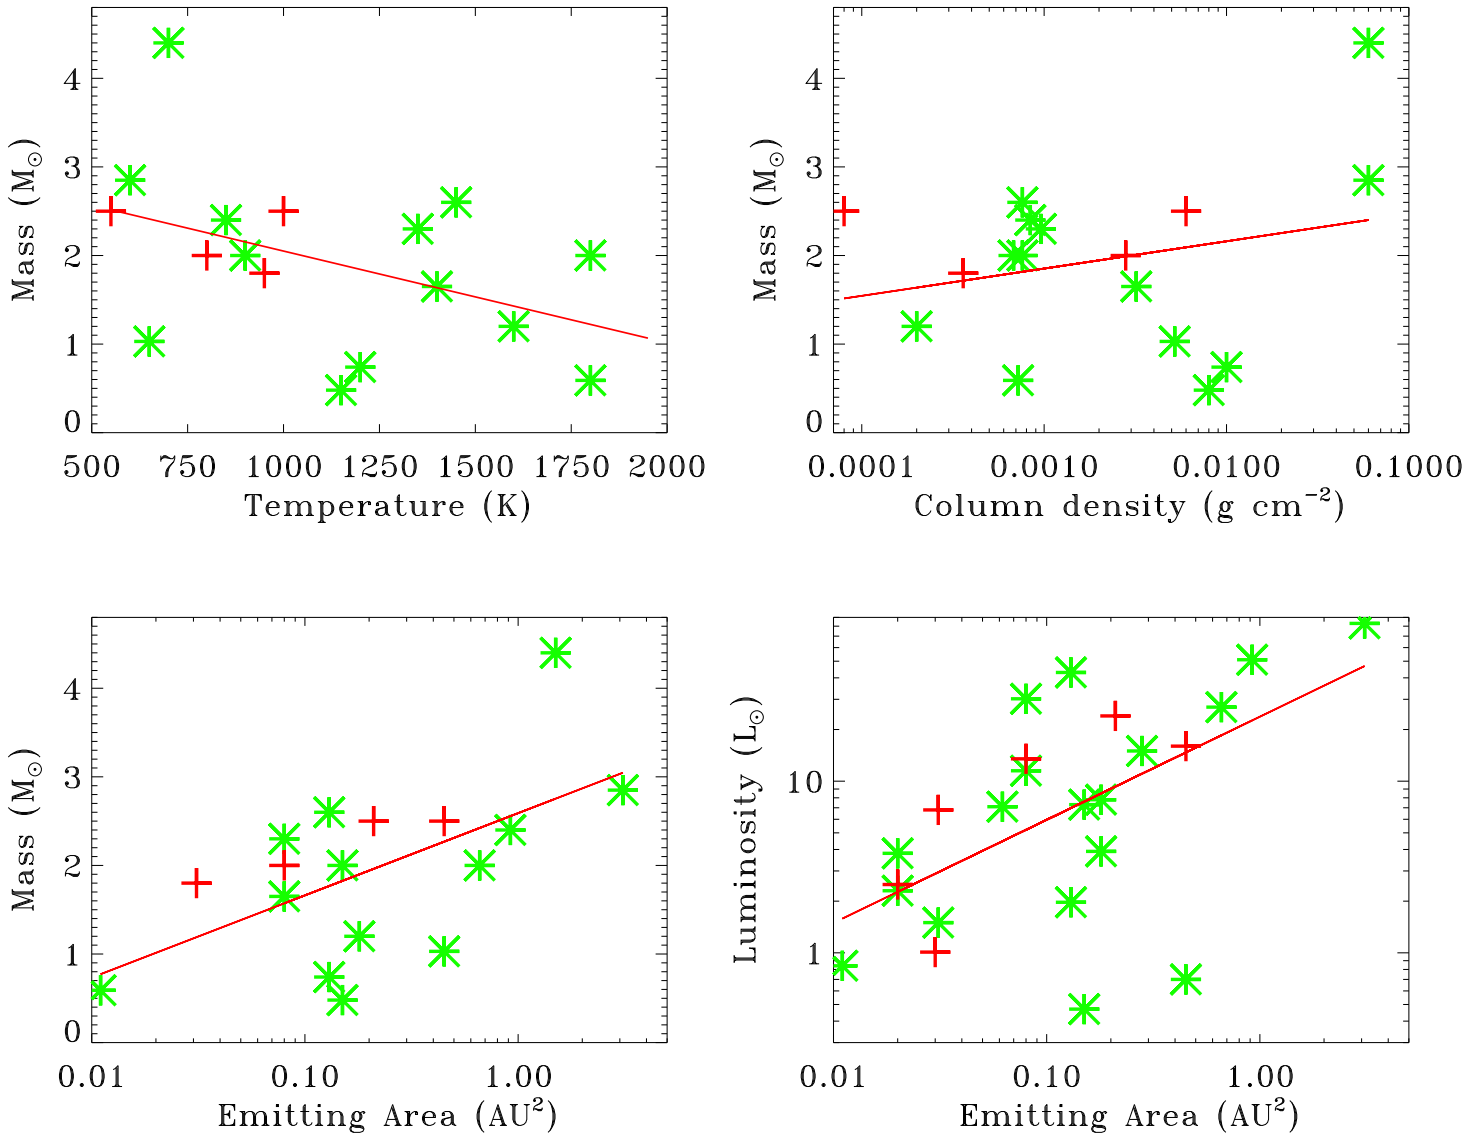 4
3
2
1
0
Mass (M☉)
500 750 1000 1250 1500 1750 2000
Temperature (K)
4
3
2
1
0
Mass (M☉)
0.0001 0.0010 0.0100 0.1000
Column density (g cm⁻²)
4
3
2
1
0
Mass (M☉)
0.01 0.10 1.00
Emitting Area (AU²)
10
1
Luminosity (L☉)
0.01 0.10 1.00
Emitting Area (AU²)